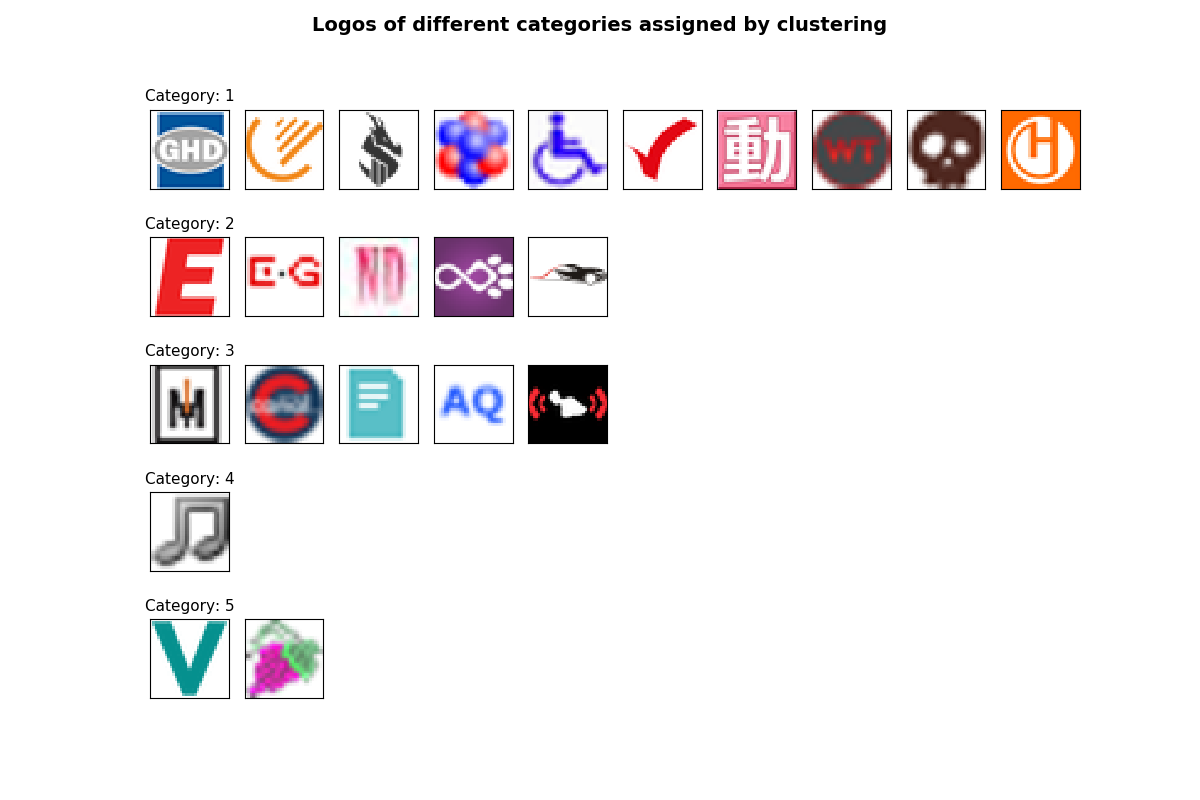 Logos of different categories assigned by clustering
Category: 1
GHD
動
WT
H
Category: 2
E
E·G
ND
Category: 3
M
C
AQ
Category: 4
Category: 5
V